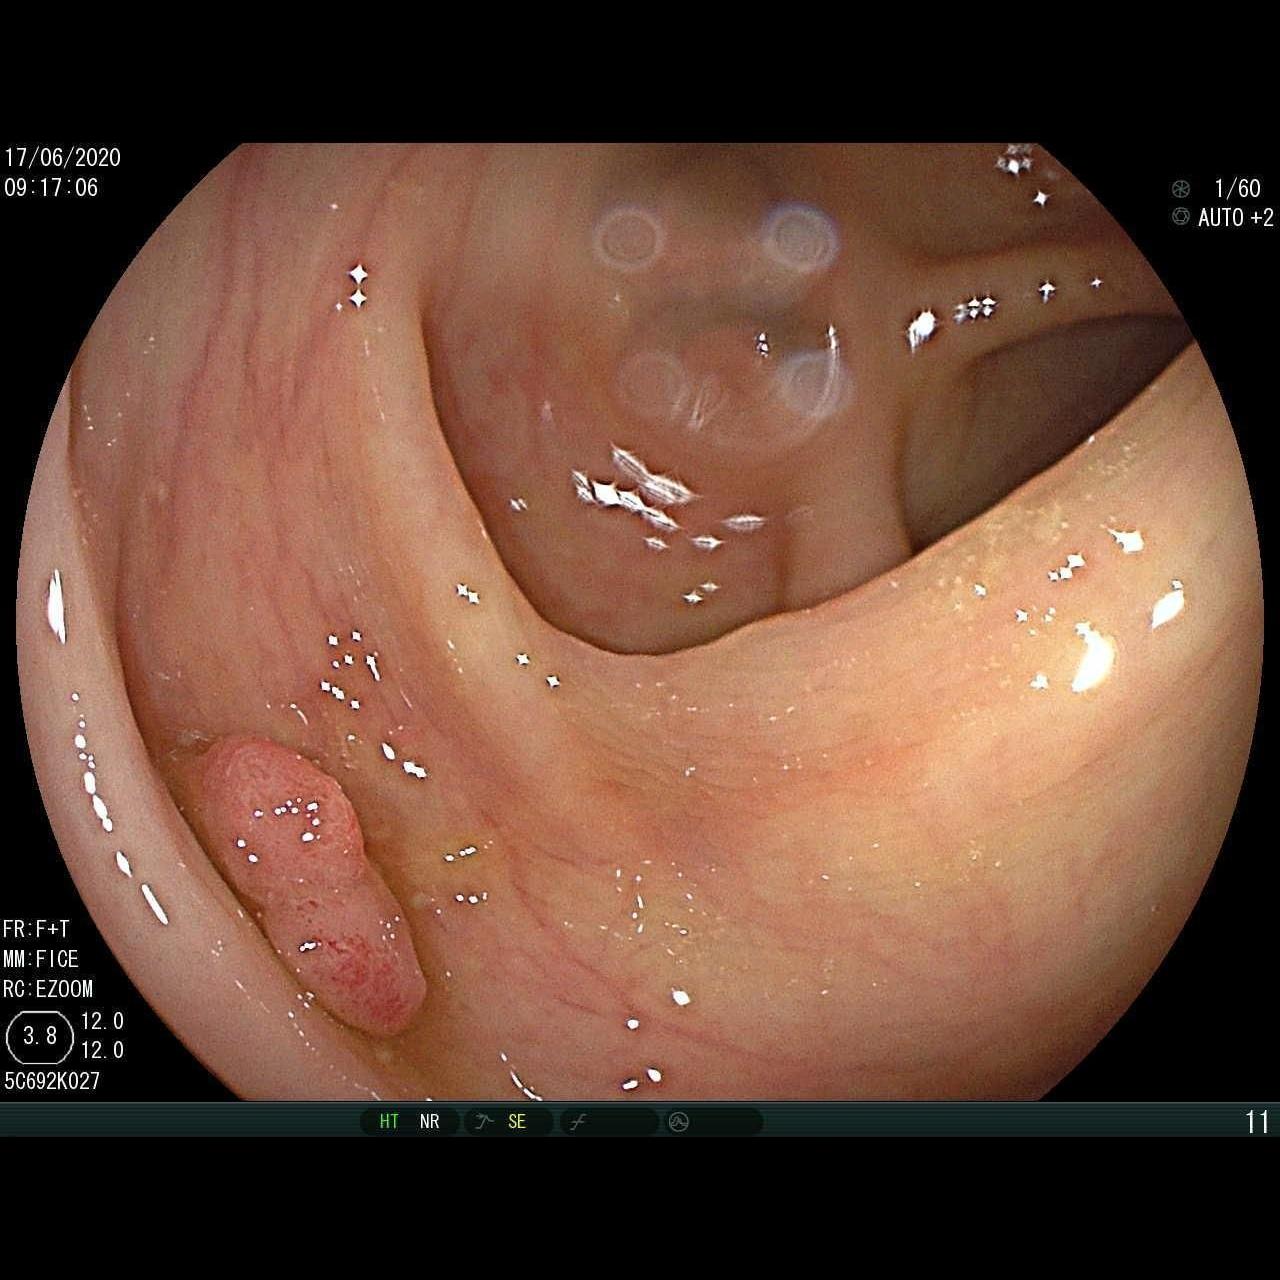 17/06/2020
09:17:06
1/60
AUTO +2
FR:F+T
MM:FICE
RC:EZOOM
3.8
12.0
12.0
5C692K027
HT NR SE
11